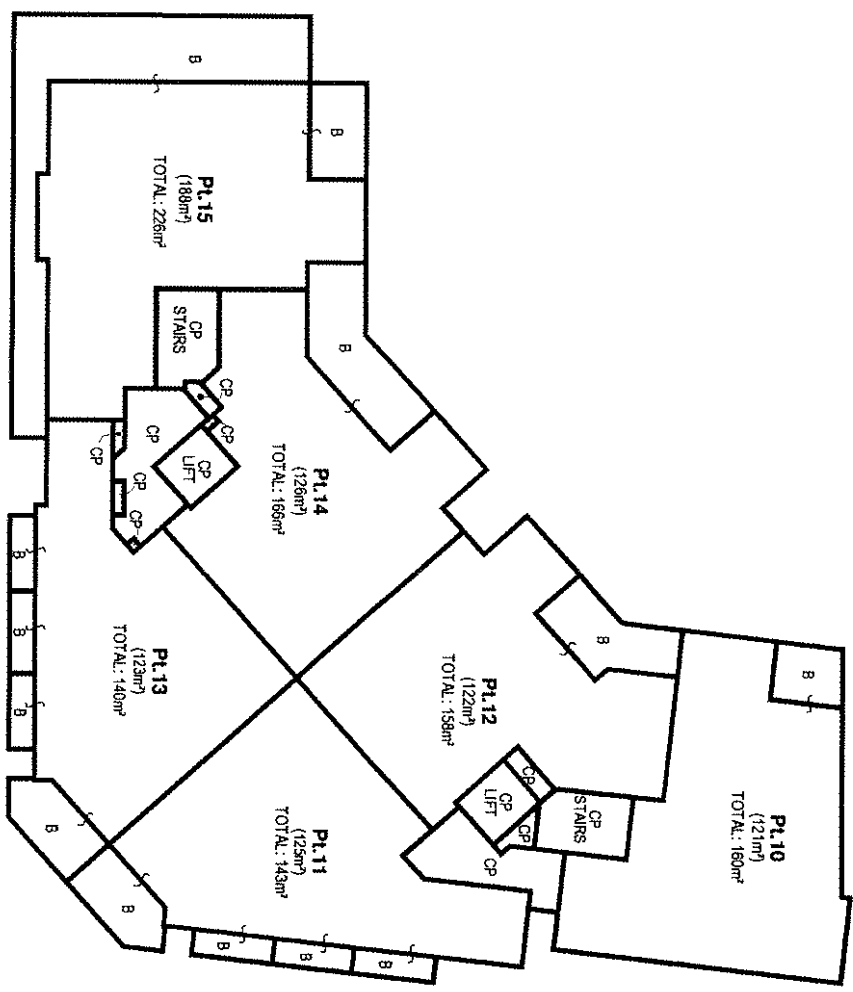 B
B
Pt.15
(188m²)
TOTAL: 226m²
CP
STAIRS
B
CP
CP
CP
CP
LIFT
CP
CP
CP
Pt.14
(126m²)
TOTAL: 166m²
B
B
B
Pt.13
(123m²)
TOTAL: 140m²
B
B
Pt.12
(122m²)
TOTAL: 158m²
B
B
CP
CP
LIFT
CP
CP
STAIRS
CP
Pt.11
(125m²)
TOTAL: 143m²
B
B
B
Pt.10
(121m²)
TOTAL: 160m²